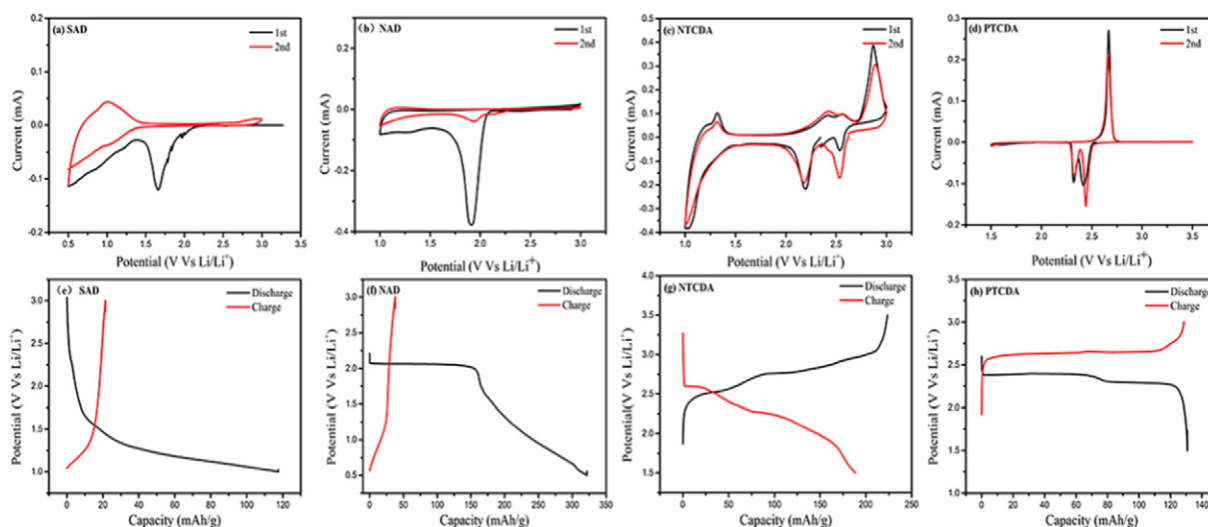 (a) SAD
1st
2nd
0.2
0.1
0.0
-0.1
-0.2
0.5 1.0 1.5 2.0 2.5 3.0 3.5
Current (mA)
Potential (V Vs Li/Li⁺)
(b) NAD
1st
2nd
0.2
0.0
-0.2
-0.4
1.0 1.5 2.0 2.5 3.0
Current (mA)
Potential (V Vs Li/Li⁺)
(c) NTCDA
1st
2nd
0.5
0.4
0.3
0.2
0.1
0.0
-0.1
-0.2
-0.3
-0.4
1.0 1.5 2.0 2.5 3.0
Current (mA)
Potential (V Vs Li/Li⁺)
(d) PTCDA
1st
2nd
0.3
0.2
0.1
0.0
-0.1
-0.2
1.5 2.0 2.5 3.0 3.5
Current (mA)
Potential (V Vs Li/Li⁺)
(e) SAD
Discharge
Charge
3.0
2.5
2.0
1.5
1.0
0 20 40 60 80 100 120
Potential (V Vs Li/Li⁺)
Capacity (mAh/g)
(f) NAD
Discharge
Charge
3.0
2.5
2.0
1.5
1.0
0.5
0 50 100 150 200 250 300 350
Potential (V Vs Li/Li⁺)
Capacity (mAh/g)
(g) NTCDA
Discharge
Charge
4.0
3.5
3.0
2.5
2.0
1.5
0 50 100 150 200 250
Potential(V Vs Li/Li⁺)
Capacity (mAh/g)
(h) PTCDA
Discharge
Charge
3.5
3.0
2.5
2.0
1.5
0 20 40 60 80 100 120 140
Potential (V Vs Li/Li⁺)
Capacity (mAh/g)